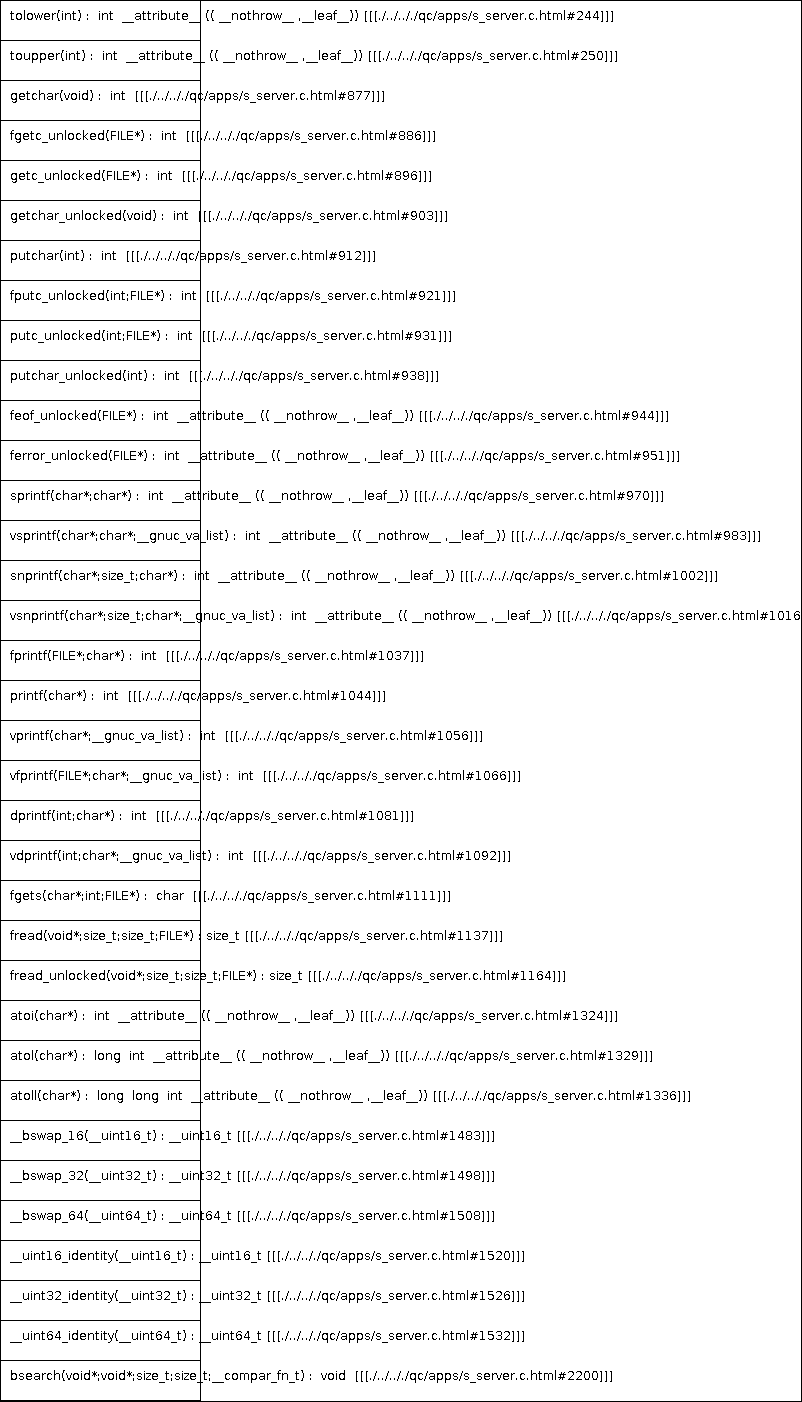 tolower(int) : int __attribute__ (( __nothrow__ ,__leaf__)) [[[./../../qc/apps/s_server.c.html#244]]]
toupper(int) : int __attribute__ (( __nothrow__ ,__leaf__)) [[[./../../qc/apps/s_server.c.html#250]]]
getchar(void) : int [[[./../../qc/apps/s_server.c.html#877]]]
fgetc_unlocked(FILE*) : int [[[./../../qc/apps/s_server.c.html#886]]]
getc_unlocked(FILE*) : int [[[./../../qc/apps/s_server.c.html#896]]]
getchar_unlocked(void) : int [[[./../../qc/apps/s_server.c.html#903]]]
putchar(int) : int [[[./../../qc/apps/s_server.c.html#912]]]
fputc_unlocked(int;FILE*) : int [[[./../../qc/apps/s_server.c.html#921]]]
putc_unlocked(int;FILE*) : int [[[./../../qc/apps/s_server.c.html#931]]]
putchar_unlocked(int) : int [[[./../../qc/apps/s_server.c.html#938]]]
feof_unlocked(FILE*) : int __attribute__ (( __nothrow__ ,__leaf__)) [[[./../../qc/apps/s_server.c.html#944]]]
ferror_unlocked(FILE*) : int __attribute__ (( __nothrow__ ,__leaf__)) [[[./../../qc/apps/s_server.c.html#951]]]
sprintf(char*;char*) : int __attribute__ (( __nothrow__ ,__leaf__)) [[[./../../qc/apps/s_server.c.html#970]]]
vsprintf(char*;char*;__gnuc_va_list) : int __attribute__ (( __nothrow__ ,__leaf__)) [[[./../../qc/apps/s_server.c.html#983]]]
snprintf(char*;size_t;char*) : int __attribute__ (( __nothrow__ ,__leaf__)) [[[./../../qc/apps/s_server.c.html#1002]]]
vsnprintf(char*;size_t;char*;__gnuc_va_list) : int __attribute__ (( __nothrow__ ,__leaf__)) [[[./../../qc/apps/s_server.c.html#1016
fprintf(FILE*;char*) : int [[[./../../qc/apps/s_server.c.html#1037]]]
printf(char*) : int [[[./../../qc/apps/s_server.c.html#1044]]]
vprintf(char*;__gnuc_va_list) : int [[[./../../qc/apps/s_server.c.html#1056]]]
vfprintf(FILE*;char*;__gnuc_va_list) : int [[[./../../qc/apps/s_server.c.html#1066]]]
dprintf(int;char*) : int [[[./../../qc/apps/s_server.c.html#1081]]]
vdprintf(int;char*;__gnuc_va_list) : int [[[./../../qc/apps/s_server.c.html#1092]]]
fgets(char*;int;FILE*) : char [[[./../../qc/apps/s_server.c.html#1111]]]
fread(void*;size_t;size_t;FILE*) : size_t [[[./../../qc/apps/s_server.c.html#1137]]]
fread_unlocked(void*;size_t;size_t;FILE*) : size_t [[[./../../qc/apps/s_server.c.html#1164]]]
atoi(char*) : int __attribute__ (( __nothrow__ ,__leaf__)) [[[./../../qc/apps/s_server.c.html#1324]]]
atol(char*) : long int __attribute__ (( __nothrow__ ,__leaf__)) [[[./../../qc/apps/s_server.c.html#1329]]]
atoll(char*) : long long int __attribute__ (( __nothrow__ ,__leaf__)) [[[./../../qc/apps/s_server.c.html#1336]]]
__bswap_16(__uint16_t) : __uint16_t [[[./../../qc/apps/s_server.c.html#1483]]]
__bswap_32(__uint32_t) : __uint32_t [[[./../../qc/apps/s_server.c.html#1498]]]
__bswap_64(__uint64_t) : __uint64_t [[[./../../qc/apps/s_server.c.html#1508]]]
__uint16_identity(__uint16_t) : __uint16_t [[[./../../qc/apps/s_server.c.html#1520]]]
__uint32_identity(__uint32_t) : __uint32_t [[[./../../qc/apps/s_server.c.html#1526]]]
__uint64_identity(__uint64_t) : __uint64_t [[[./../../qc/apps/s_server.c.html#1532]]]
bsearch(void*;void*;size_t;size_t;__compar_fn_t) : void [[[./../../qc/apps/s_server.c.html#2200]]]